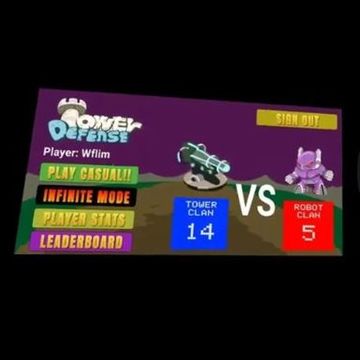 TOWER
DEFENSE
SIGN OUT
Player: Wflim
PLAY CASUAL!!
INFINITE MODE
PLAYER STATS
LEADERBOARD
VS
TOWER
CLAN
14
ROBOT
CLAN
5